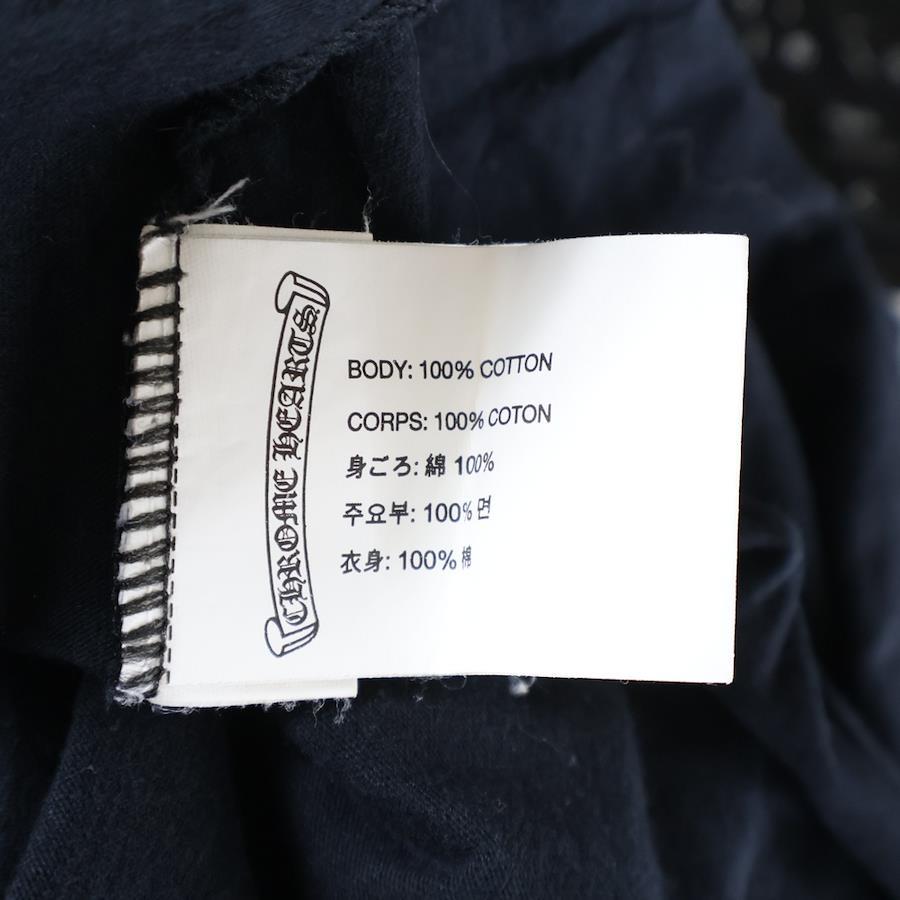 CHROME HEARTS
BODY: 100% COTTON
CORPS: 100% COTON
身ごろ: 綿 100%
주요부: 100% 면
衣身: 100% 棉